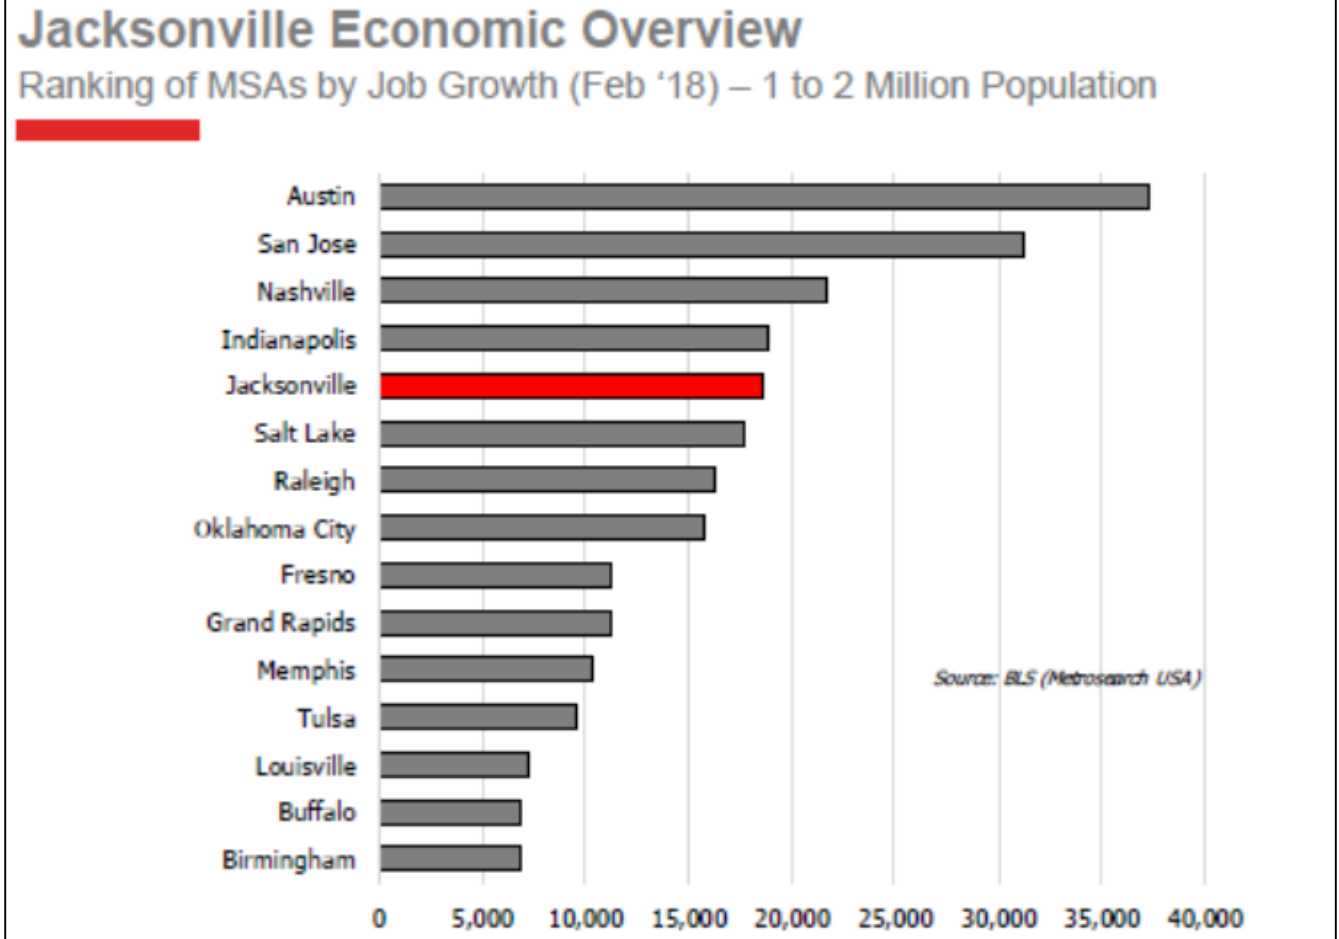 Jacksonville Economic Overview
Ranking of MSAs by Job Growth (Feb ‘18) – 1 to 2 Million Population
Austin
San Jose
Nashville
Indianapolis
Jacksonville
Salt Lake
Raleigh
Oklahoma City
Fresno
Grand Rapids
Memphis
Source: BLS (Metrosearch USA)
Tulsa
Louisville
Buffalo
Birmingham
0 5,000 10,000 15,000 20,000 25,000 30,000 35,000 40,000